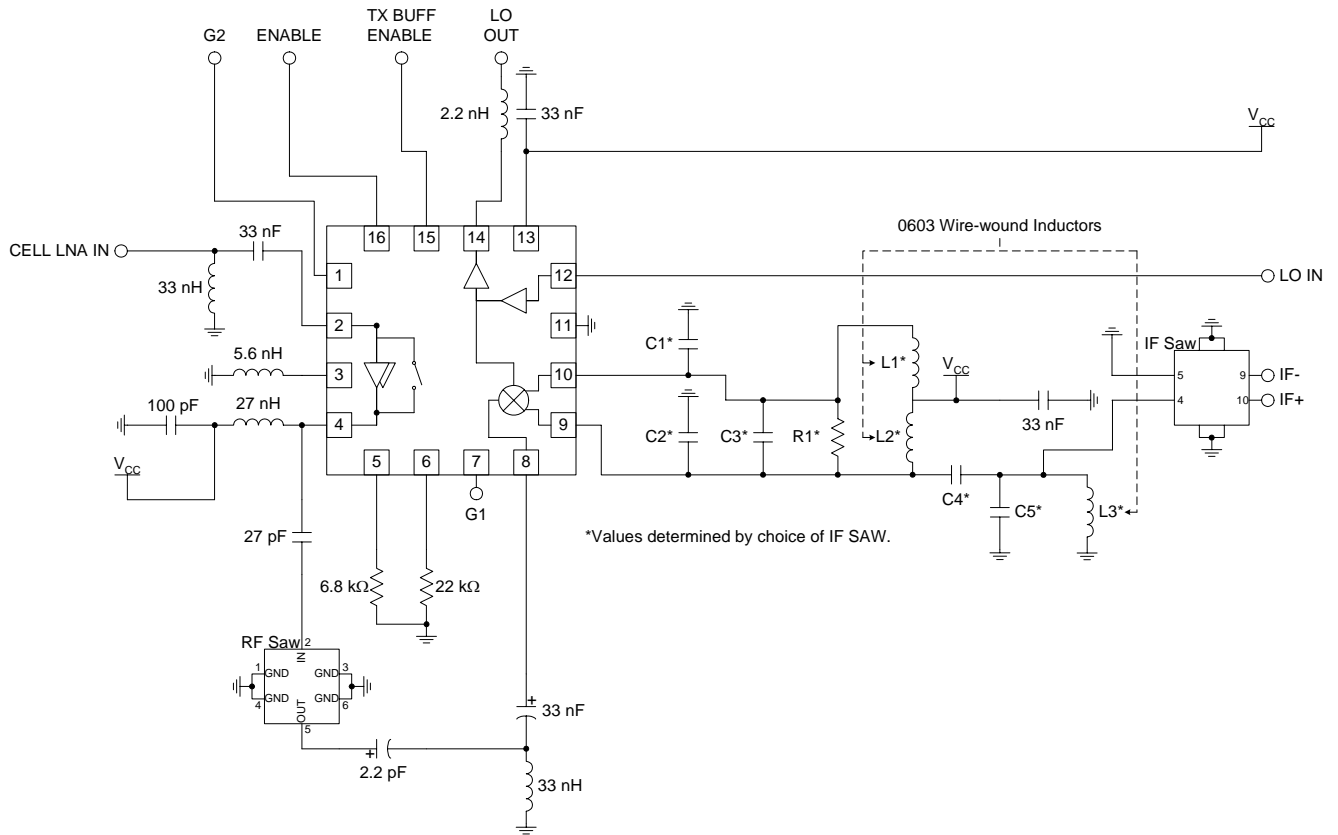 TX BUFF
ENABLE
LO
OUT
G2
ENABLE
2.2 nH
33 nF
VCC
0603 Wire-wound Inductors
CELL LNA IN
33 nF
33 nH
16
15
14
13
1
12
LO IN
2
11
5.6 nH
3
10
C1*
L1*
VCC
IF Saw
5
9
IF-
4
10
IF+
100 pF
27 nH
4
9
C2*
C3*
R1*
L2*
33 nF
VCC
5
6
7
8
G1
C4*
C5*
L3*
*Values determined by choice of IF SAW.
27 pF
6.8 kΩ
22 kΩ
RF Saw
2
IN
1
GND
GND
3
4
GND
GND
6
OUT
5
+
33 nF
+
2.2 pF
33 nH